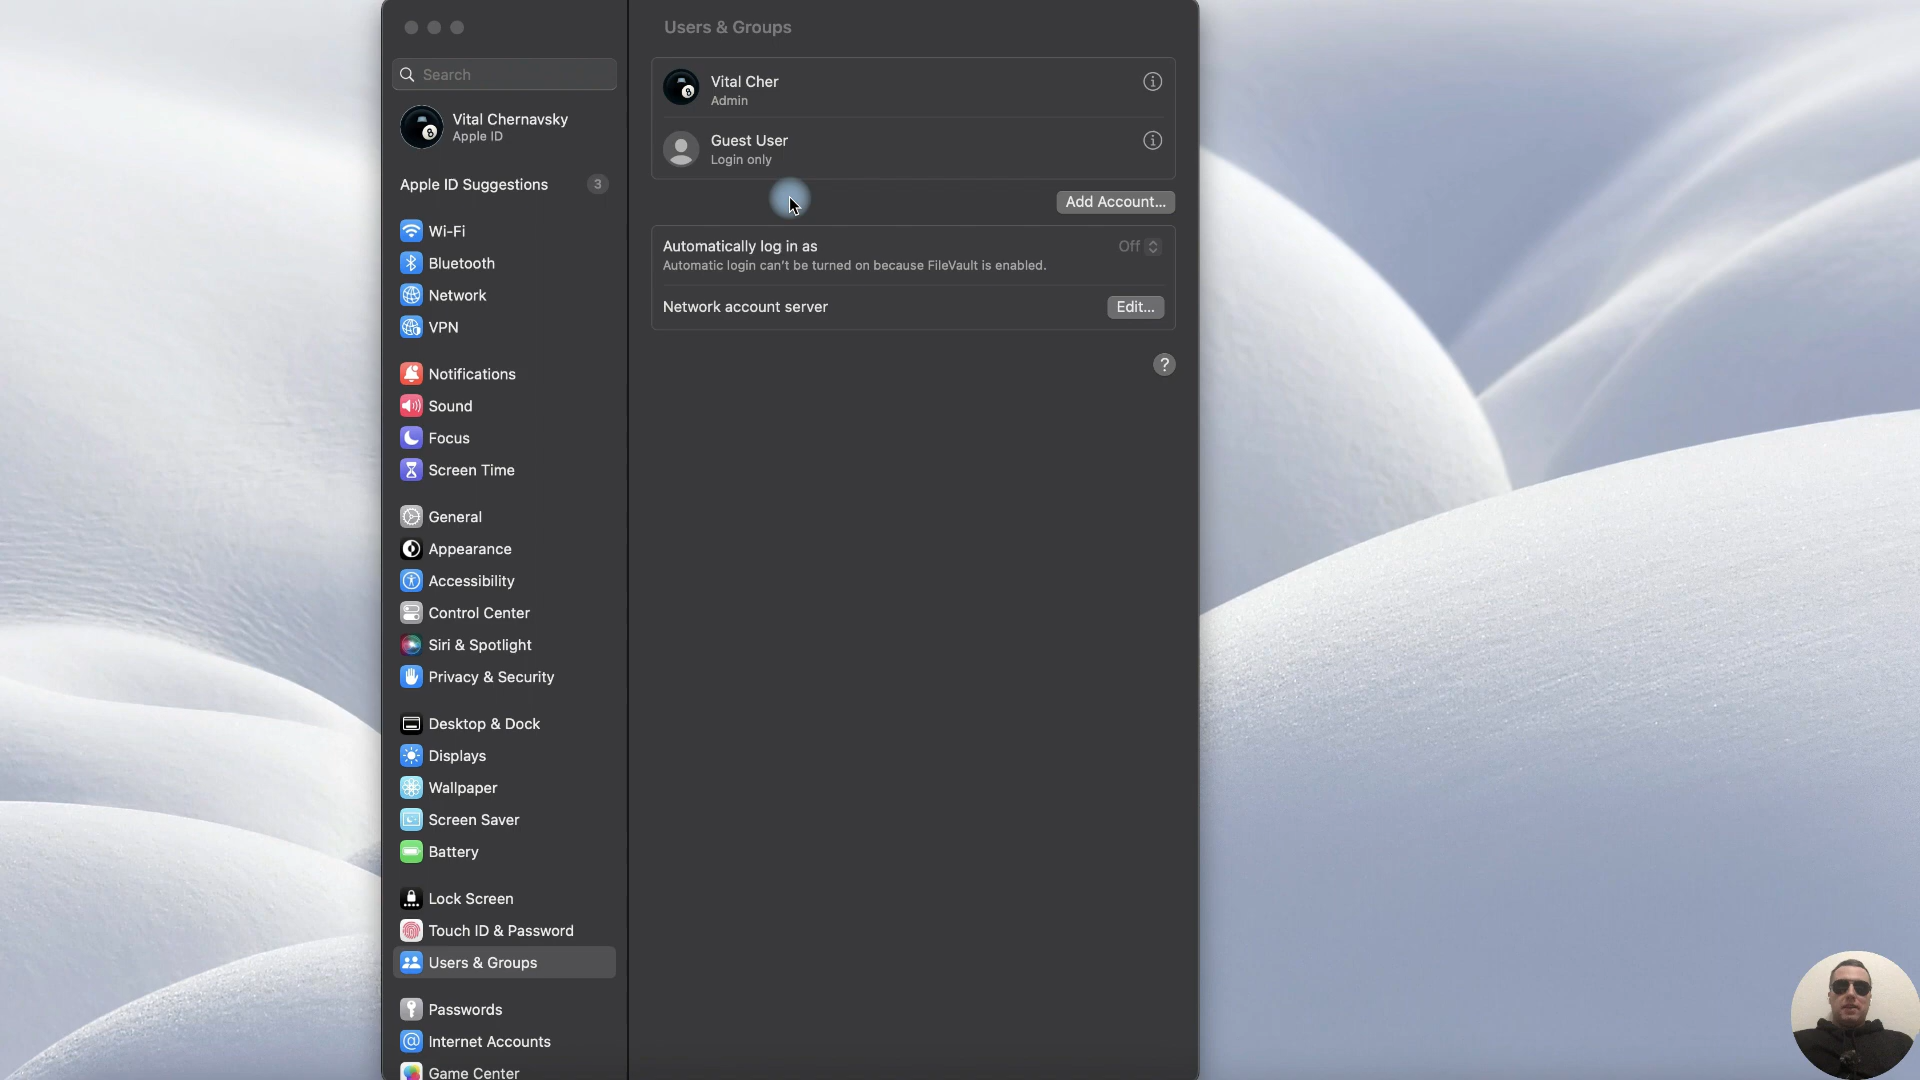 Users & Groups
Search
Vital Chernavsky
Apple ID
Apple ID Suggestions 3
Wi-Fi
Bluetooth
Network
VPN
Notifications
Sound
Focus
Screen Time
General
Appearance
Accessibility
Control Center
Siri & Spotlight
Privacy & Security
Desktop & Dock
Displays
Wallpaper
Screen Saver
Battery
Lock Screen
Touch ID & Password
Users & Groups
Passwords
Internet Accounts
Game Center
Vital Cher
Admin
Guest User
Login only
Add Account...
Automatically log in as Off
Automatic login can't be turned on because FileVault is enabled.
Network account server Edit...
?